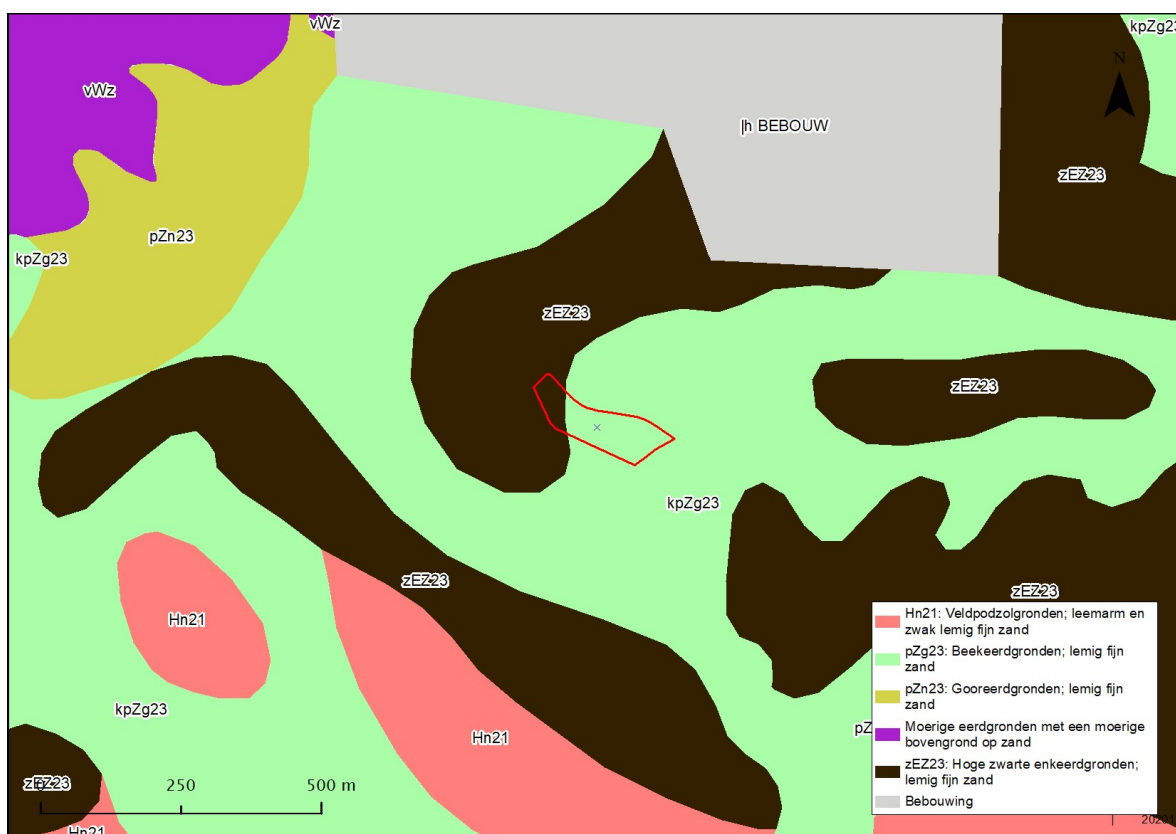 vWz
kpZg23
N
vWz
|h BEBOUW
zEZ23
pZn23
kpZg23
zEZ23
zEZ23
kpZg23
zEZ23
zEZ23
Hn21
kpZg23
Hn21
zEZ23
250
500 m
Hn21
Hn21: Veldpodzolgronden; leemarm en
zwak lemig fijn zand
pZg23: Beekeerdgronden; lemig fijn
zand
pZn23: Gooreerdgronden; lemig fijn
zand
Moerige eerdgronden met een moerige
bovengrond op zand
zEZ23: Hoge zwarte enkeerdgronden;
lemig fijn zand
Bebouwing